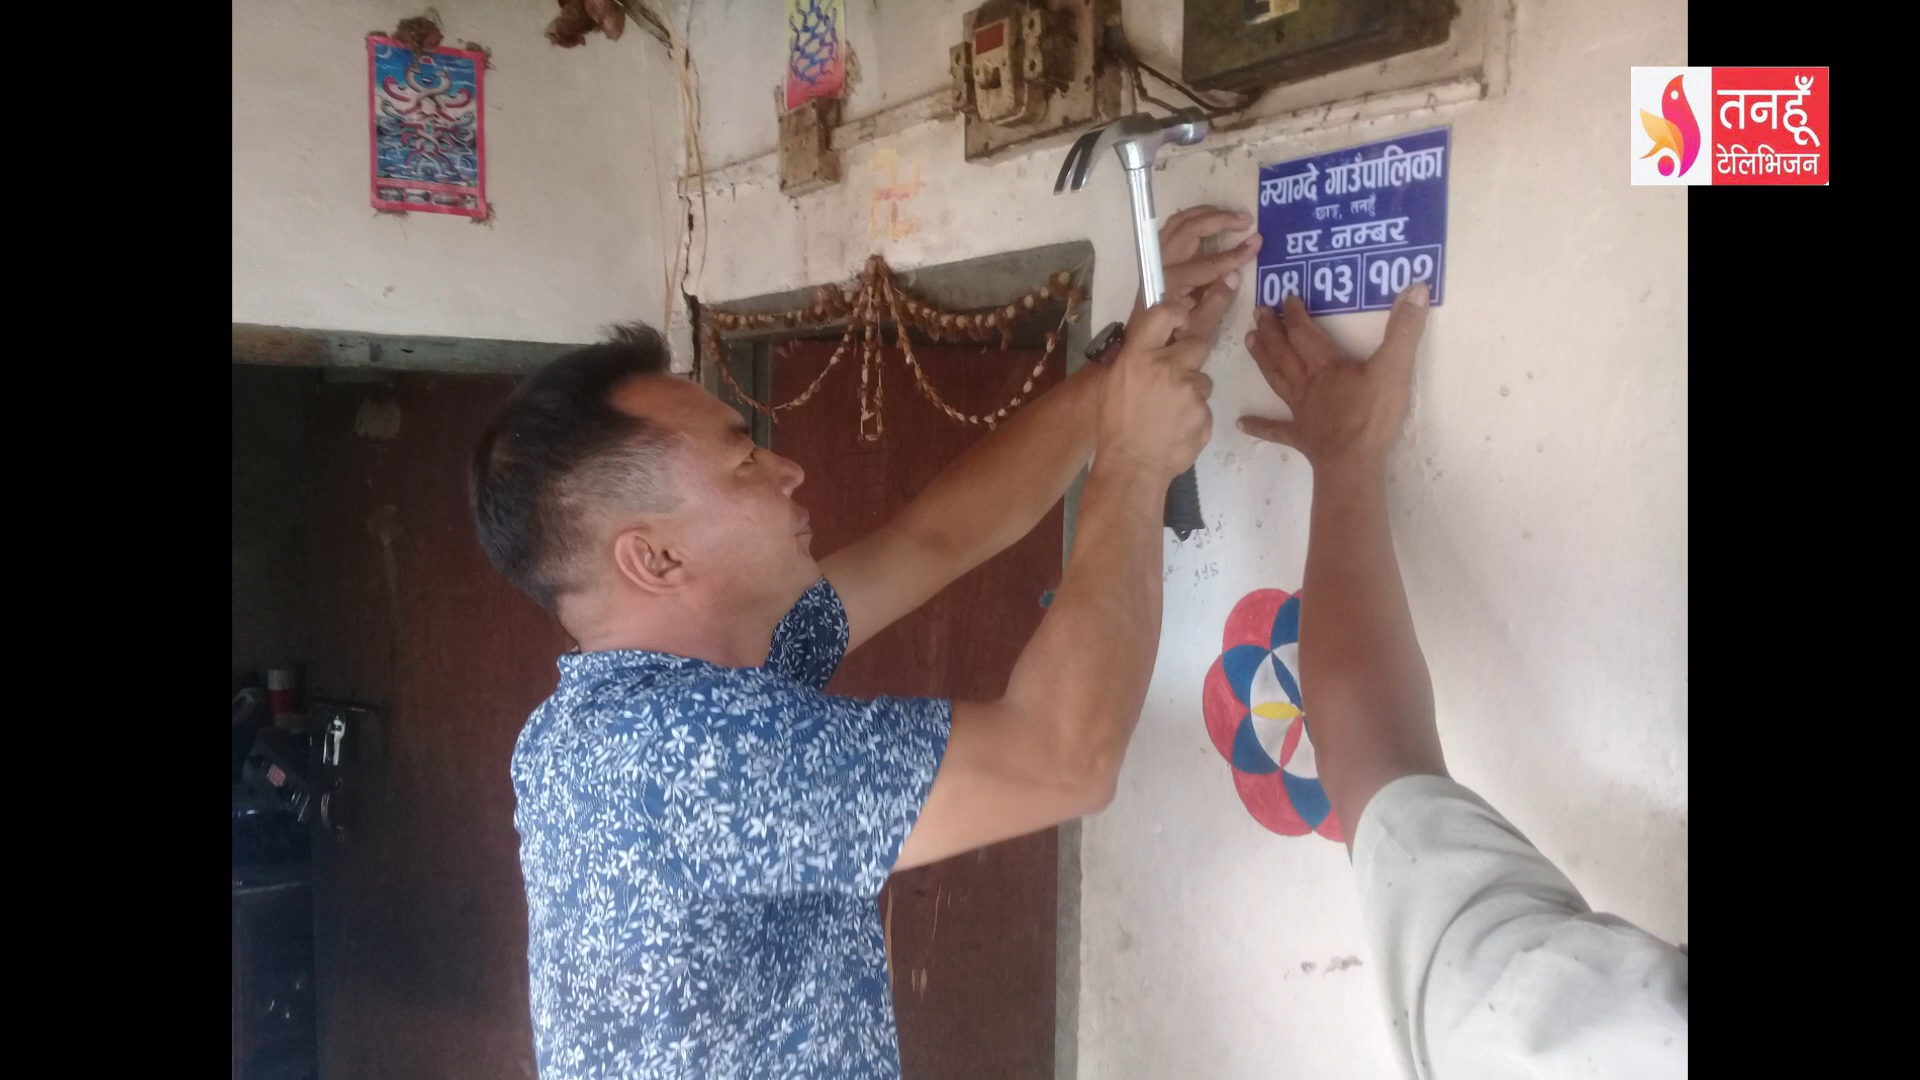 म्याग्दे गाउँपालिका
छाङ, तनहुँ
घर नम्बर
०४ १३ १०२
तनहूँ
टेलिभिजन